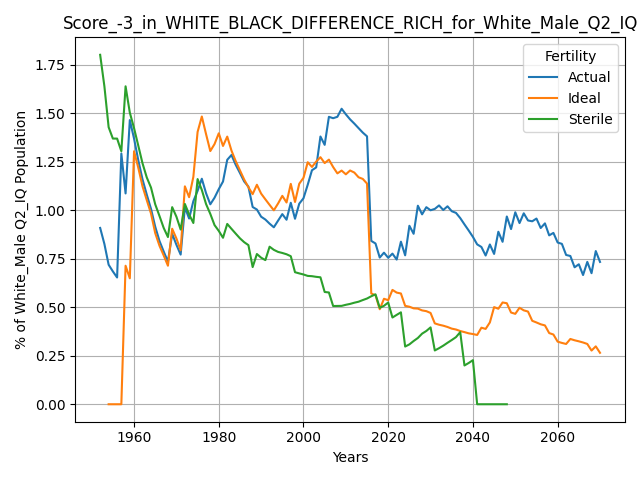 Score_-3_in_WHITE_BLACK_DIFFERENCE_RICH_for_White_Male_Q2_IQ
% of White_Male Q2_IQ Population
1.75
1.50
1.25
1.00
0.75
0.50
0.25
0.00
Fertility
Actual
Ideal
Sterile
1960
1980
2000
2020
2040
2060
Years